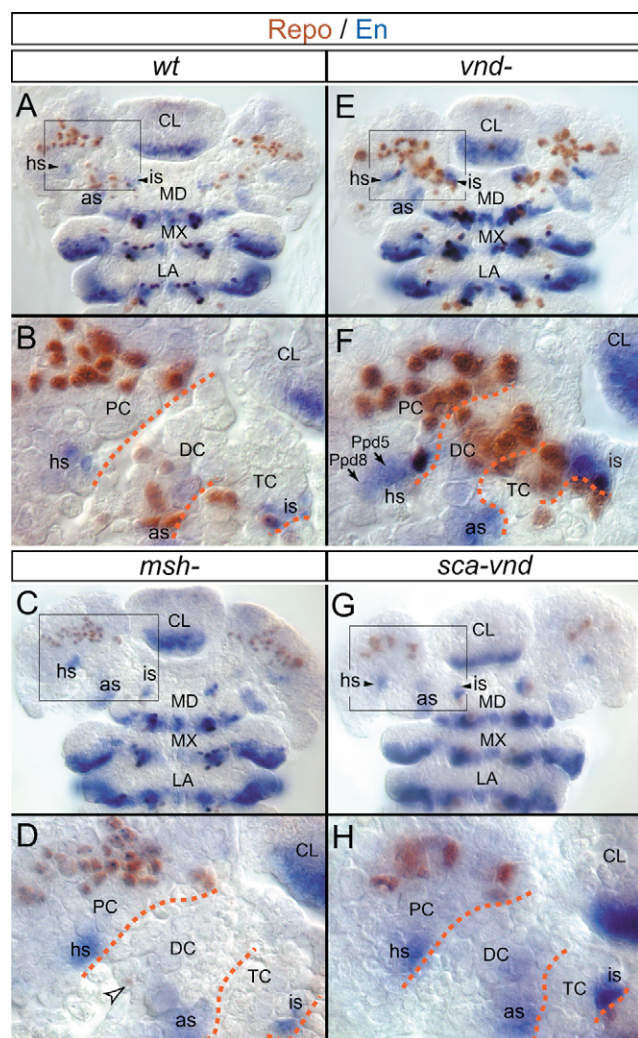 Repo / En
wt
vnd-
A
CL
hs
is
as
MD
MX
LA
E
CL
hs
is
as
MD
MX
LA
B
CL
PC
DC
hs
TC
is
as
F
CL
PC
Ppd5
DC
Ppd8
hs
is
TC
as
msh-
sca-vnd
C
CL
hs
is
as
MD
MX
LA
G
CL
hs
is
as
MD
MX
LA
D
CL
PC
hs
DC
TC
as
is
H
CL
PC
hs
DC
TC
is
as